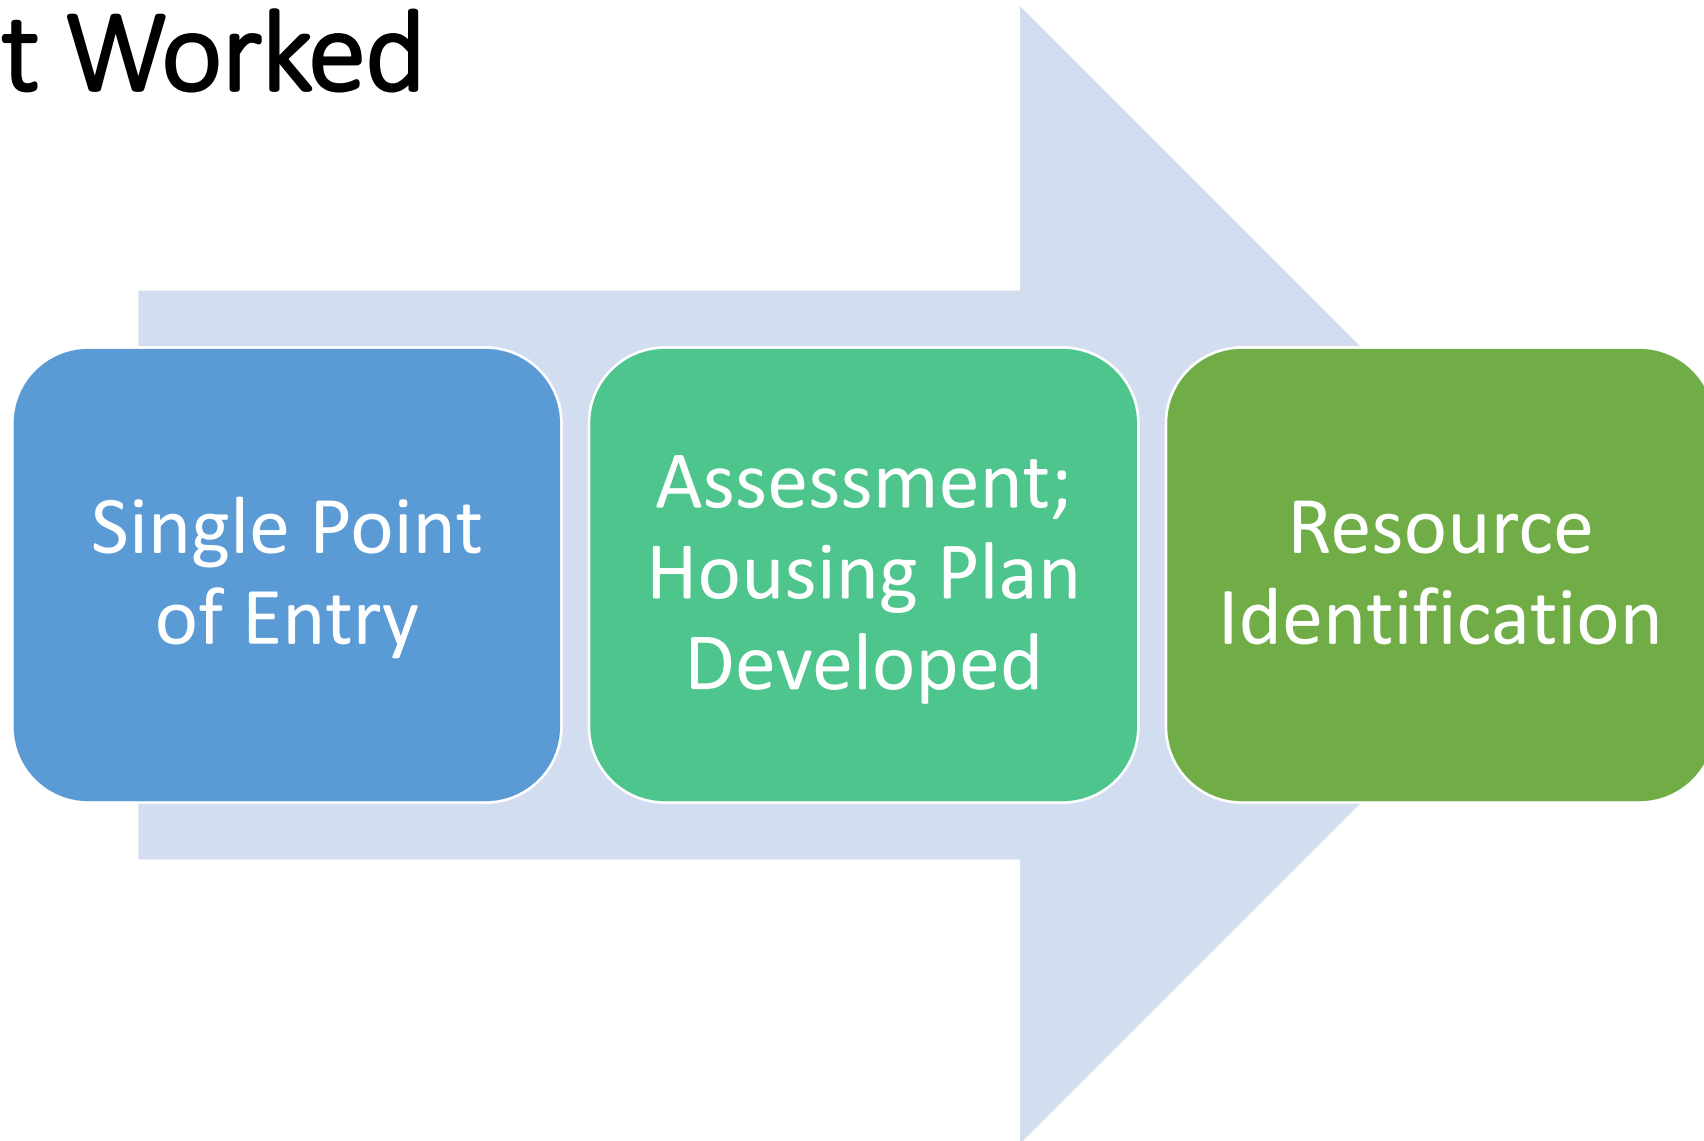 t Worked
Single Point
of Entry
Assessment;
Housing Plan
Developed
Resource
Identification